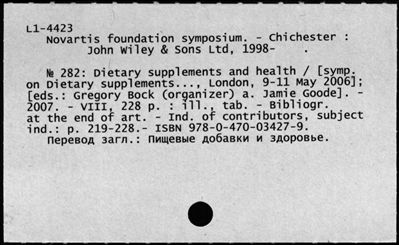 L1-4423
Novartis foundation symposium. - Chichester :
John Wiley & Sons Ltd, 1998-    .
№ 282: Dietary supplements and health / [symp.
on Dietary supplements..., London, 9-11 May 2006];
[eds.: Gregory Bock (organizer) a. Jamie Goode]. -
2007. - VIII, 228 p. : ill., tab. - Bibliogr.
at the end of art. - Ind. of contributors, subject
ind.: p. 219-228.- ISBN 978-0-470-03427-9.
Перевод загл.: Пищевые добавки и здоровье.